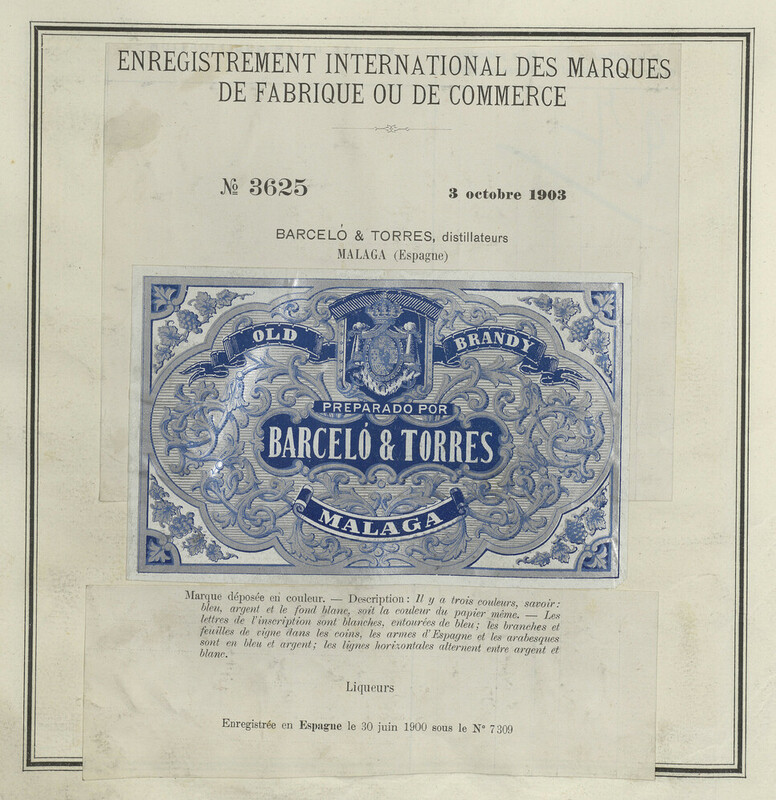 ENREGISTREMENT INTERNATIONAL DES MARQUES
DE FABRIQUE OU DE COMMERCE
№ 3625
3 octobre 1903
BARCELÓ & TORRES, distillateurs
MALAGA (Espagne)
OLD BRANDY
PREPARADO POR
BARCELÓ & TORRES
MALAGA
Marque déposée en couleur. — Description: Il y a trois couleurs, savoir:
bleu, argent et le fond blanc, soit la couleur du papier même. — Les
lettres de l'inscription sont blanches, entourées de bleu; les branches et
feuilles de vigne dans les coins, les armes d'Espagne et les arabesques
sont en bleu et argent; les lignes horizontales alternent entre argent et
blanc.
Liqueurs
Enregistrée en Espagne le 30 juin 1900 sous le N° 7309